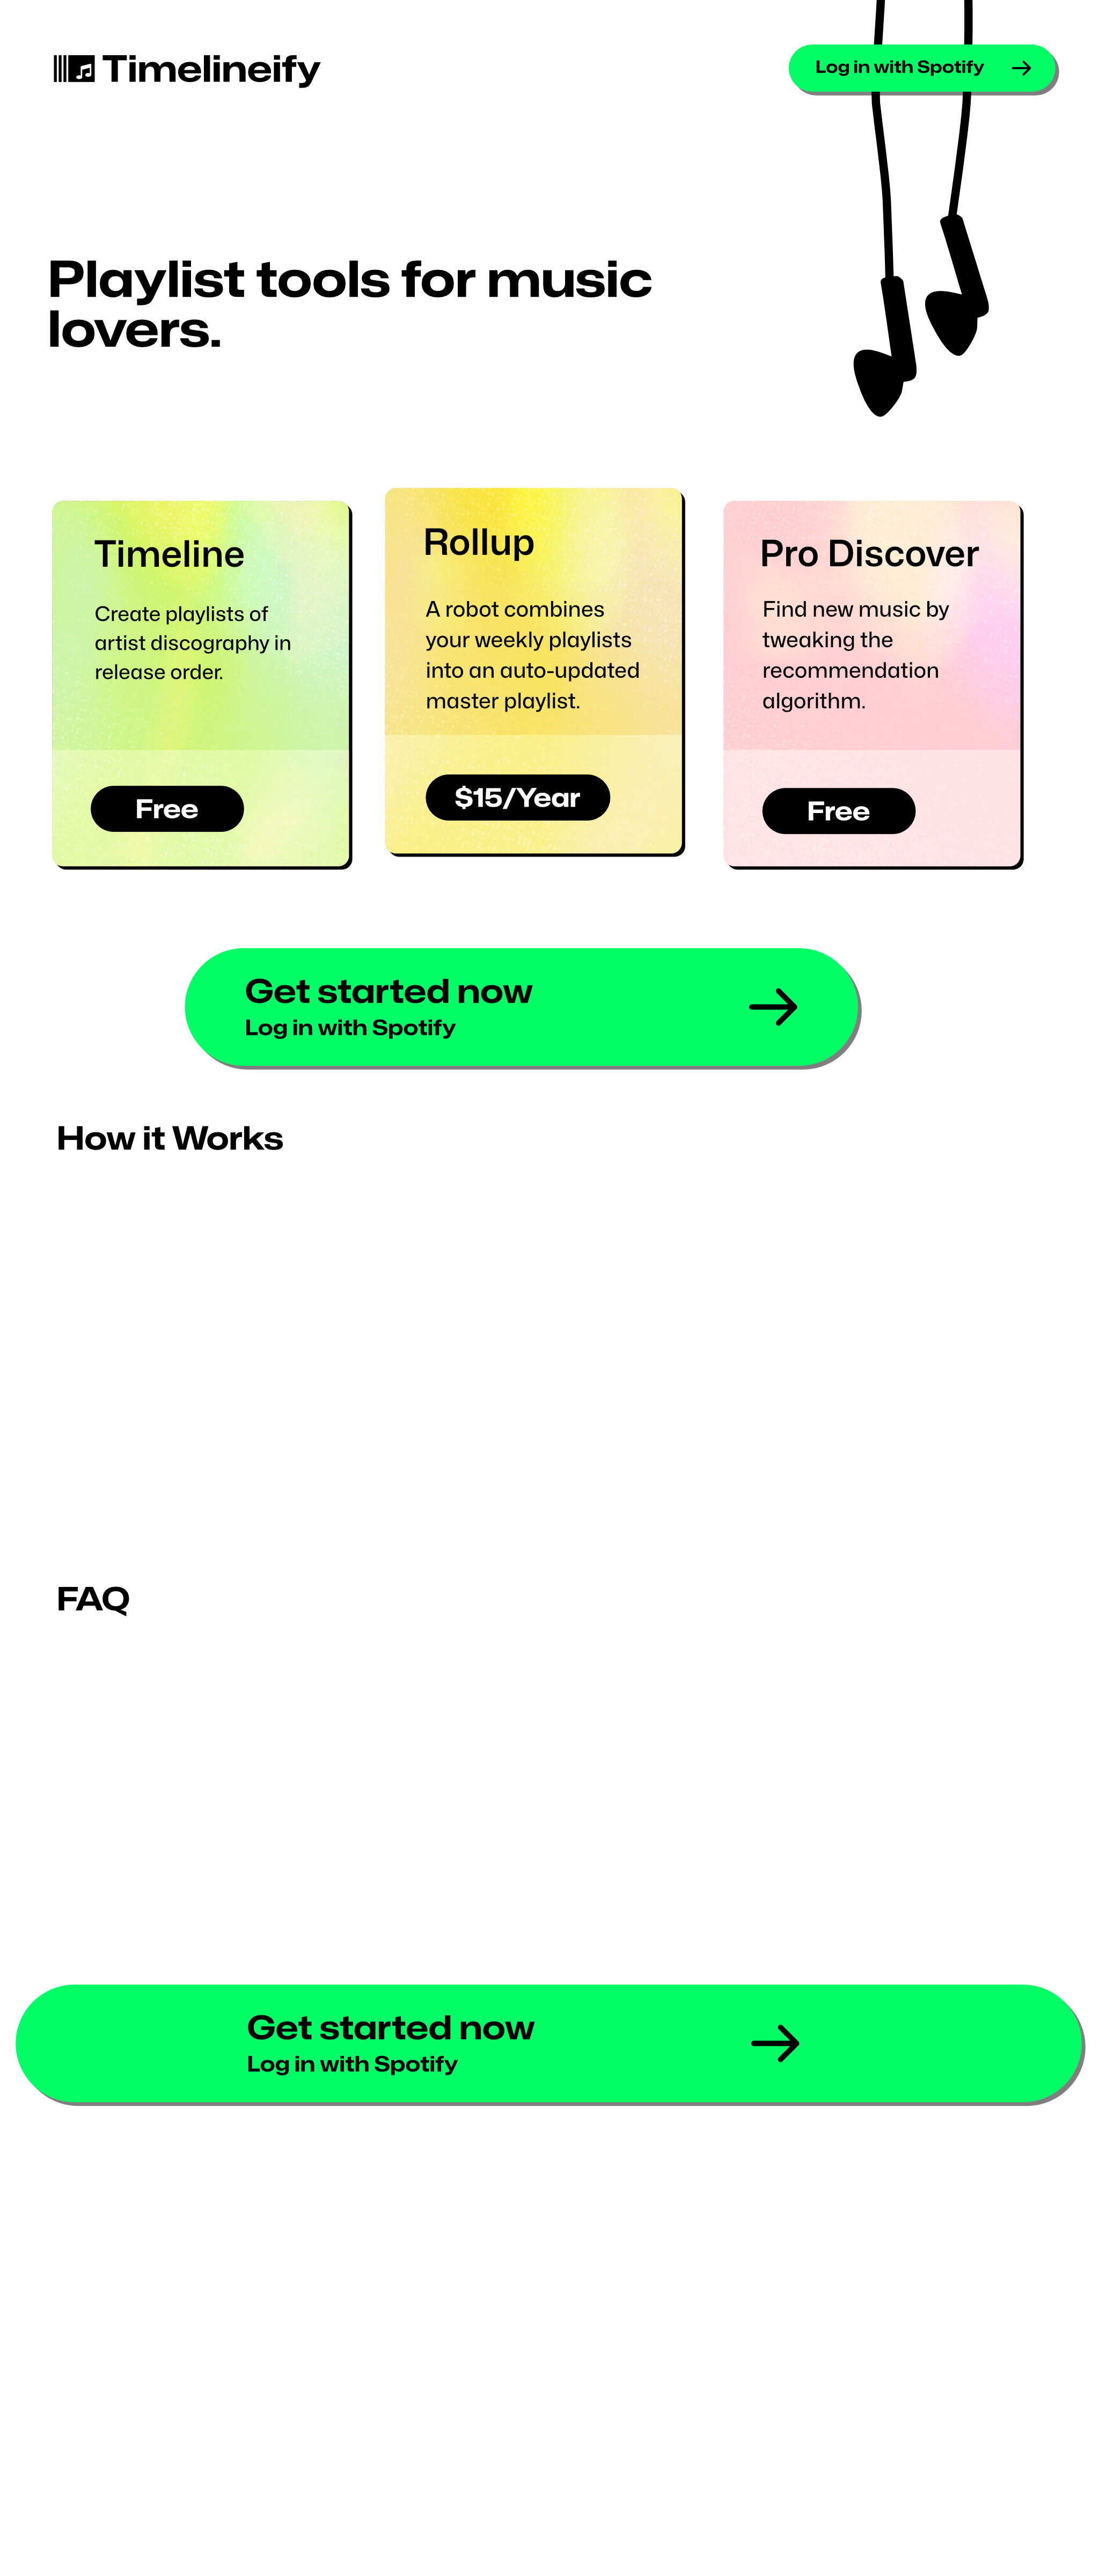 Timelineify
Log in with Spotify
Playlist tools for music
lovers.
Timeline
Create playlists of
artist discography in
release order.
Free
Rollup
A robot combines
your weekly playlists
into an auto-updated
master playlist.
$15/Year
Pro Discover
Find new music by
tweaking the
recommendation
algorithm.
Free
Get started now
Log in with Spotify
How it Works
FAQ
Get started now
Log in with Spotify